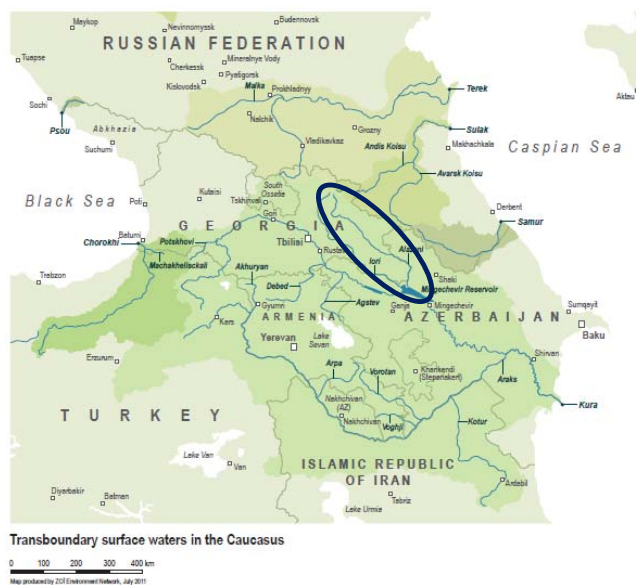 Maykop
Budennovsk
Nevinnomyssk
RUSSIAN FEDERATION
Tuapse
Cherkessk
Mineralnye Vody
Pyatigorsk
Kislovodsk
Malka
Prokhladnyy
Aktau
Terek
Sochi
Nalchik
Psou
Abkhazia
Grozny
Sulak
Vladikavkaz
Andis Koisu
Makhachkala
Suchumi
Caspian Sea
Avarsk Koisu
Black Sea
Kutaisi
South
Ossetia
Poti
Tskhinval
Derbent
GEORGIA
Gori
Samur
Chorokhi
Batumi
Potskhovi
Tbilisi
Alazani
Rustavi
Machakhelisckali
Akhuryan
Iori
Shaki
Trabzon
Debed
Mingechevir Reservoir
Agstev
Ganja
Mingechevir
Gyumri
ARMENIA
AZERBAIJAN
Sumqayit
Kars
Lake
Sevan
Baku
Yerevan
Erzurum
Arpa
Vorotan
Khankendi
(Stepanakert)
Shirvan
Araks
Nakhchivan
(AZ)
Nakhchivan
Voghji
Kotur
Kura
TURKEY
Lake Van
Van
ISLAMIC REPUBLIC
OF IRAN
Ardabil
Diyarbakir
Batman
Tabriz
Lake Urmia
Transboundary surface waters in the Caucasus
0 100 200 300 400 km
Map produced by ZOÏ Environment Network, July 2011